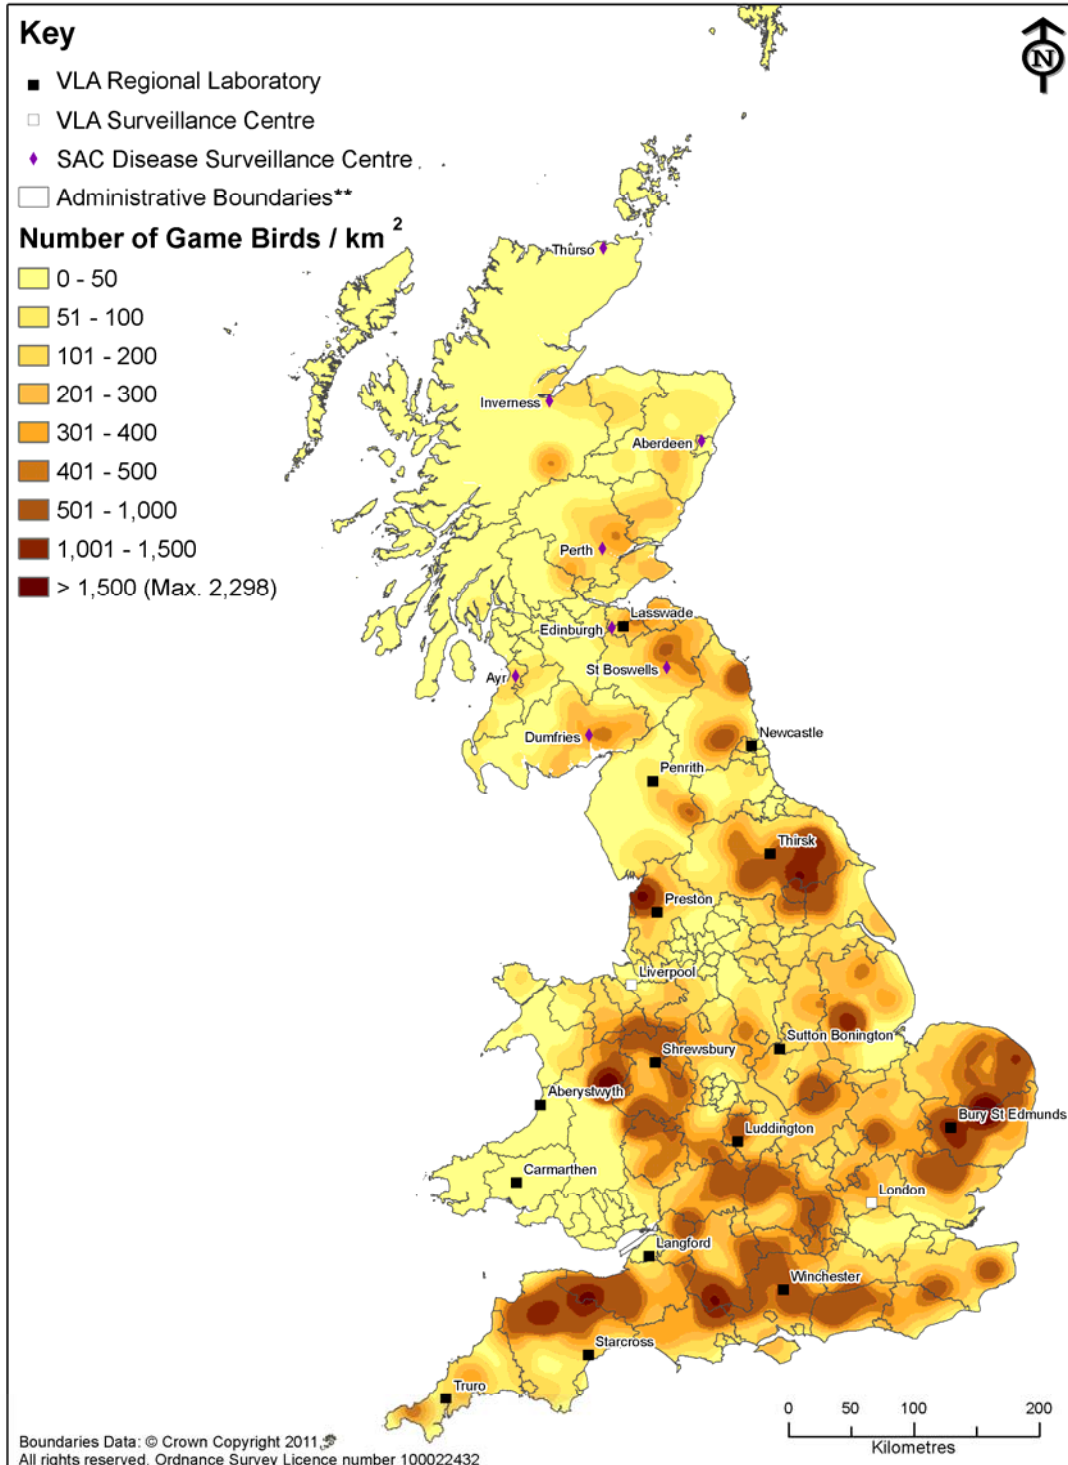 Key
VLA Regional Laboratory
VLA Surveillance Centre
SAC Disease Surveillance Centre
Administrative Boundaries**
Number of Game Birds / km ²
0 - 50
51 - 100
101 - 200
201 - 300
301 - 400
401 - 500
501 - 1,000
1,001 - 1,500
> 1,500 (Max. 2,298)
N
Thurso
Inverness
Aberdeen
Perth
Lasswade
Edinburgh
St Boswells
Ayr
Dumfries
Newcastle
Penrith
Thirsk
Preston
Liverpool
Sutton Bonington
Shrewsbury
Aberystwyth
Bury St Edmunds
Luddington
Carmarthen
London
Langford
Winchester
Starcross
Truro
0 50 100 200
Kilometres
Boundaries Data: © Crown Copyright 2011.
All rights reserved. Ordnance Survey Licence number 100022432